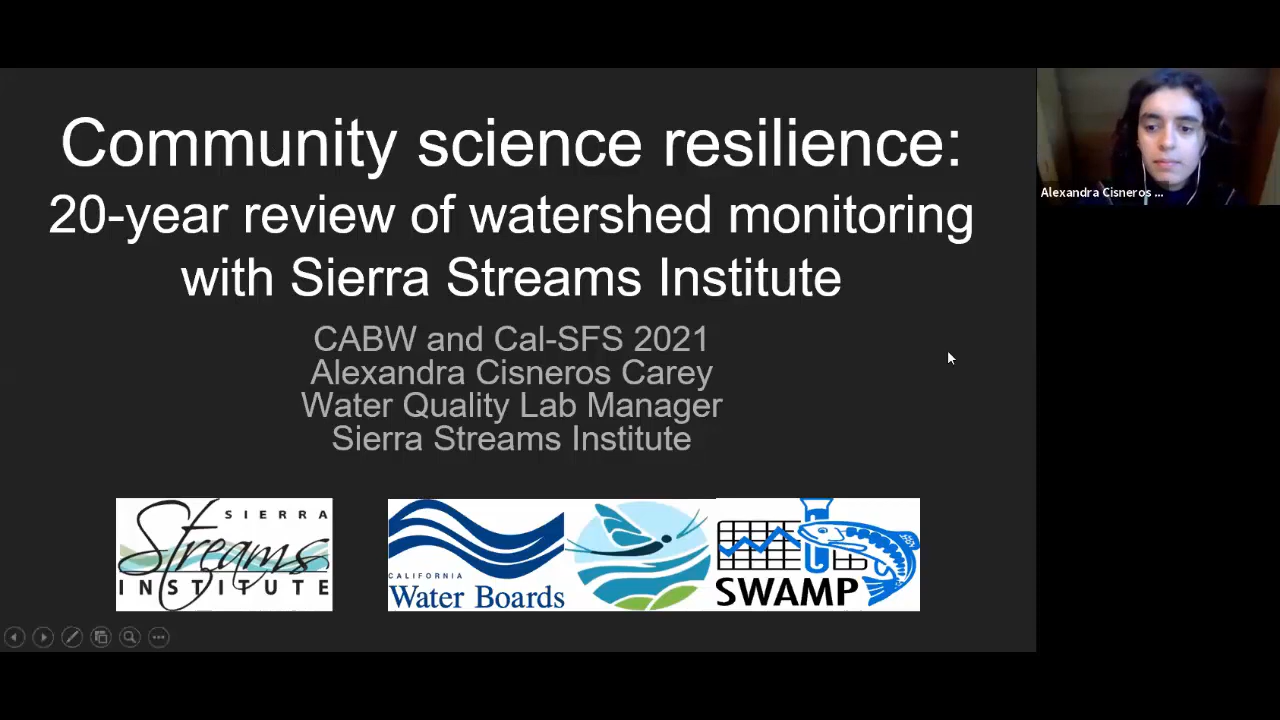 Community science resilience:
20-year review of watershed monitoring
with Sierra Streams Institute
CABW and Cal-SFS 2021
Alexandra Cisneros Carey
Water Quality Lab Manager
Sierra Streams Institute
Alexandra Cisneros ...
SIERRA
Streams
INSTITUTE
CALIFORNIA
Water Boards
SWAMP